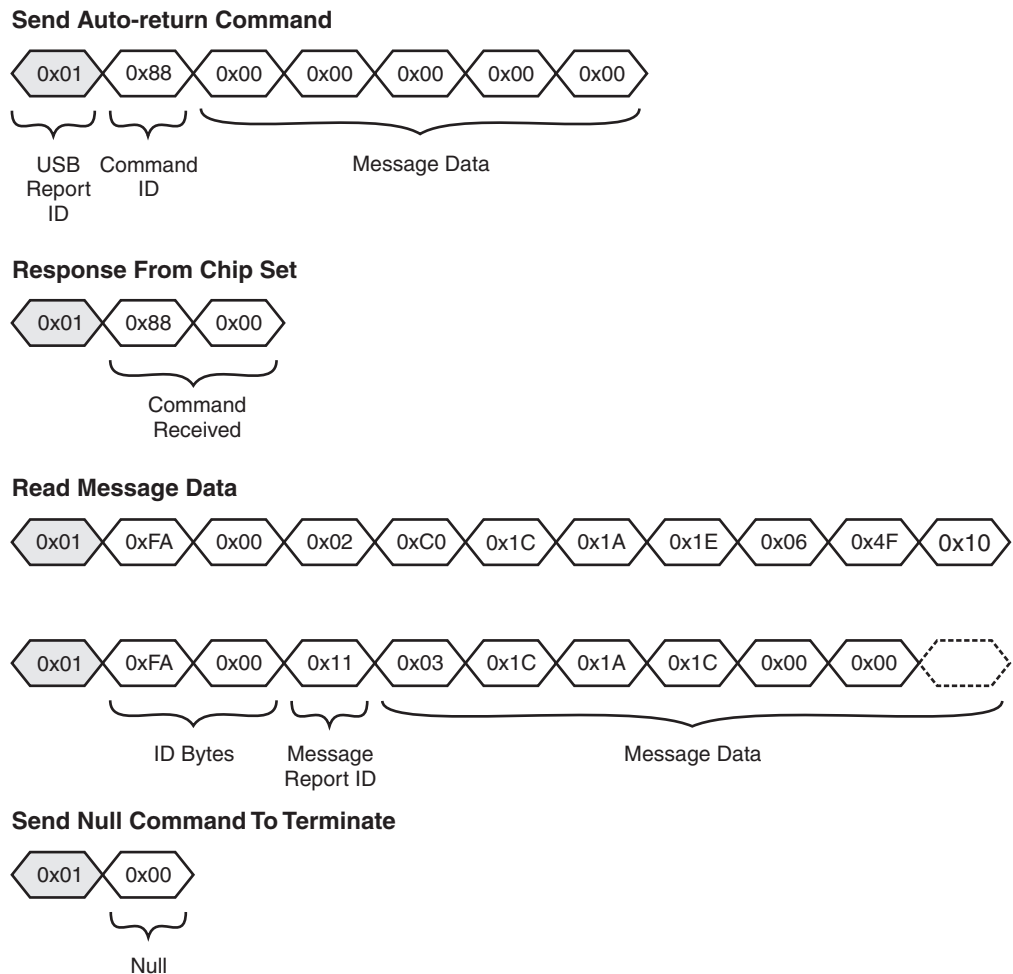 Send Auto-return Command
0x01 0x88 0x00 0x00 0x00 0x00 0x00
USB Command Message Data
Report ID
ID
Response From Chip Set
0x01 0x88 0x00
Command
Received
Read Message Data
0x01 0xFA 0x00 0x02 0xC0 0x1C 0x1A 0x1E 0x06 0x4F 0x10
0x01 0xFA 0x00 0x11 0x03 0x1C 0x1A 0x1C 0x00 0x00
ID Bytes Message Message Data
Report ID
Send Null Command To Terminate
0x01 0x00
Null